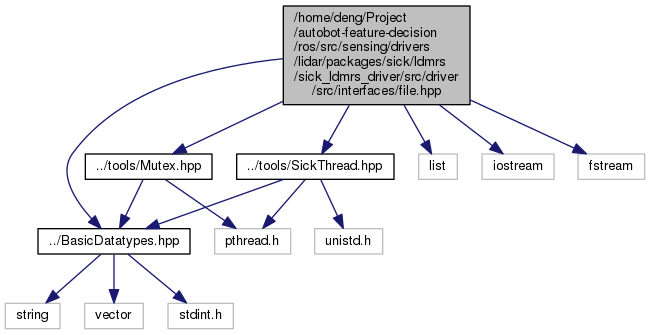 /home/deng/Project
/autobot-feature-decision
/ros/src/sensing/drivers
/lidar/packages/sick/ldmrs
/sick_ldmrs_driver/src/driver
/src/interfaces/file.hpp
../tools/Mutex.hpp
../tools/SickThread.hpp
list
iostream
fstream
../BasicDatatypes.hpp
pthread.h
unistd.h
string
vector
stdint.h